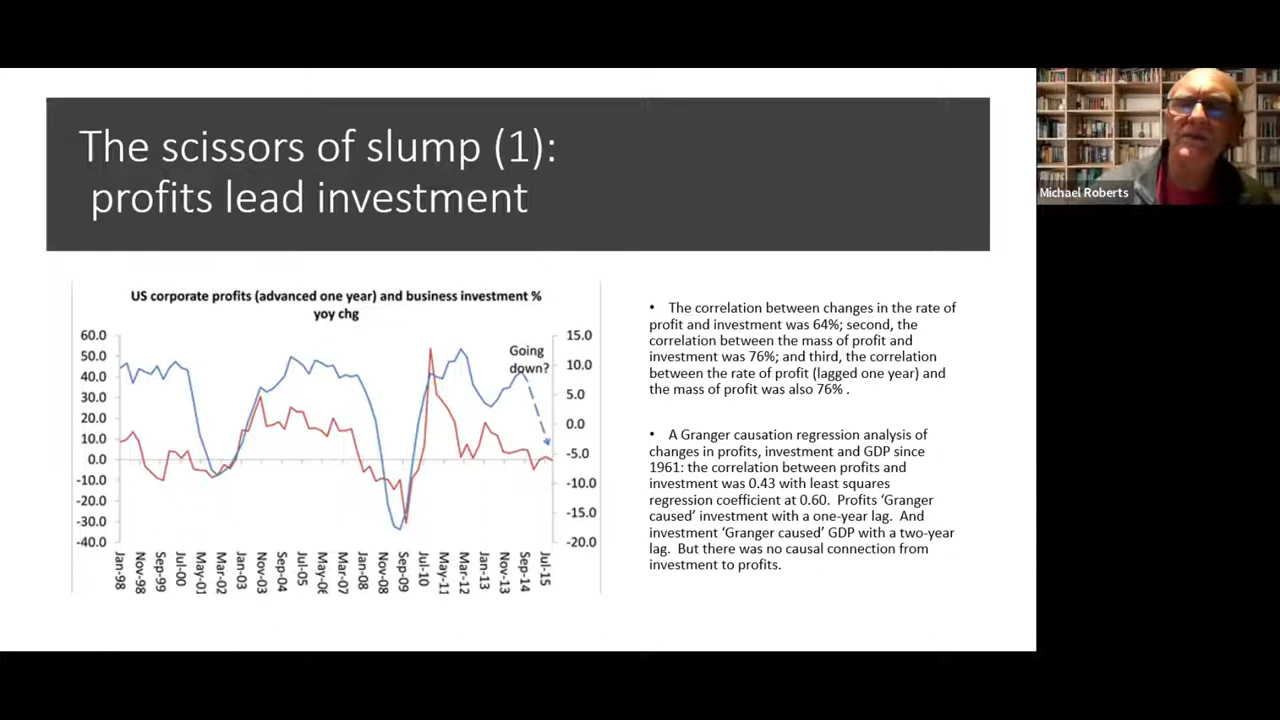 The scissors of slump (1):
profits lead investment
Michael Roberts
US corporate profits (advanced one year) and business investment %
yoy chg
60.0
50.0
40.0
30.0
20.0
10.0
0.0
-10.0
-20.0
-30.0
-40.0
15.0
10.0
5.0
0.0
-5.0
-10.0
-15.0
-20.0
Going
down?
Jan-98
Nov-98
Sep-99
Jul-00
May-01
Mar-02
Jan-03
Nov-03
Sep-04
Jul-05
May-06
Mar-07
Jan-08
Nov-08
Sep-09
Jul-10
May-11
Mar-12
Jan-13
Nov-13
Sep-14
Jul-15
• The correlation between changes in the rate of
profit and investment was 64%; second, the
correlation between the mass of profit and
investment was 76%; and third, the correlation
between the rate of profit (lagged one year) and
the mass of profit was also 76% .
• A Granger causation regression analysis of
changes in profits, investment and GDP since
1961: the correlation between profits and
investment was 0.43 with least squares
regression coefficient at 0.60. Profits ‘Granger
caused’ investment with a one-year lag. And
investment ‘Granger caused’ GDP with a two-year
lag. But there was no causal connection from
investment to profits.